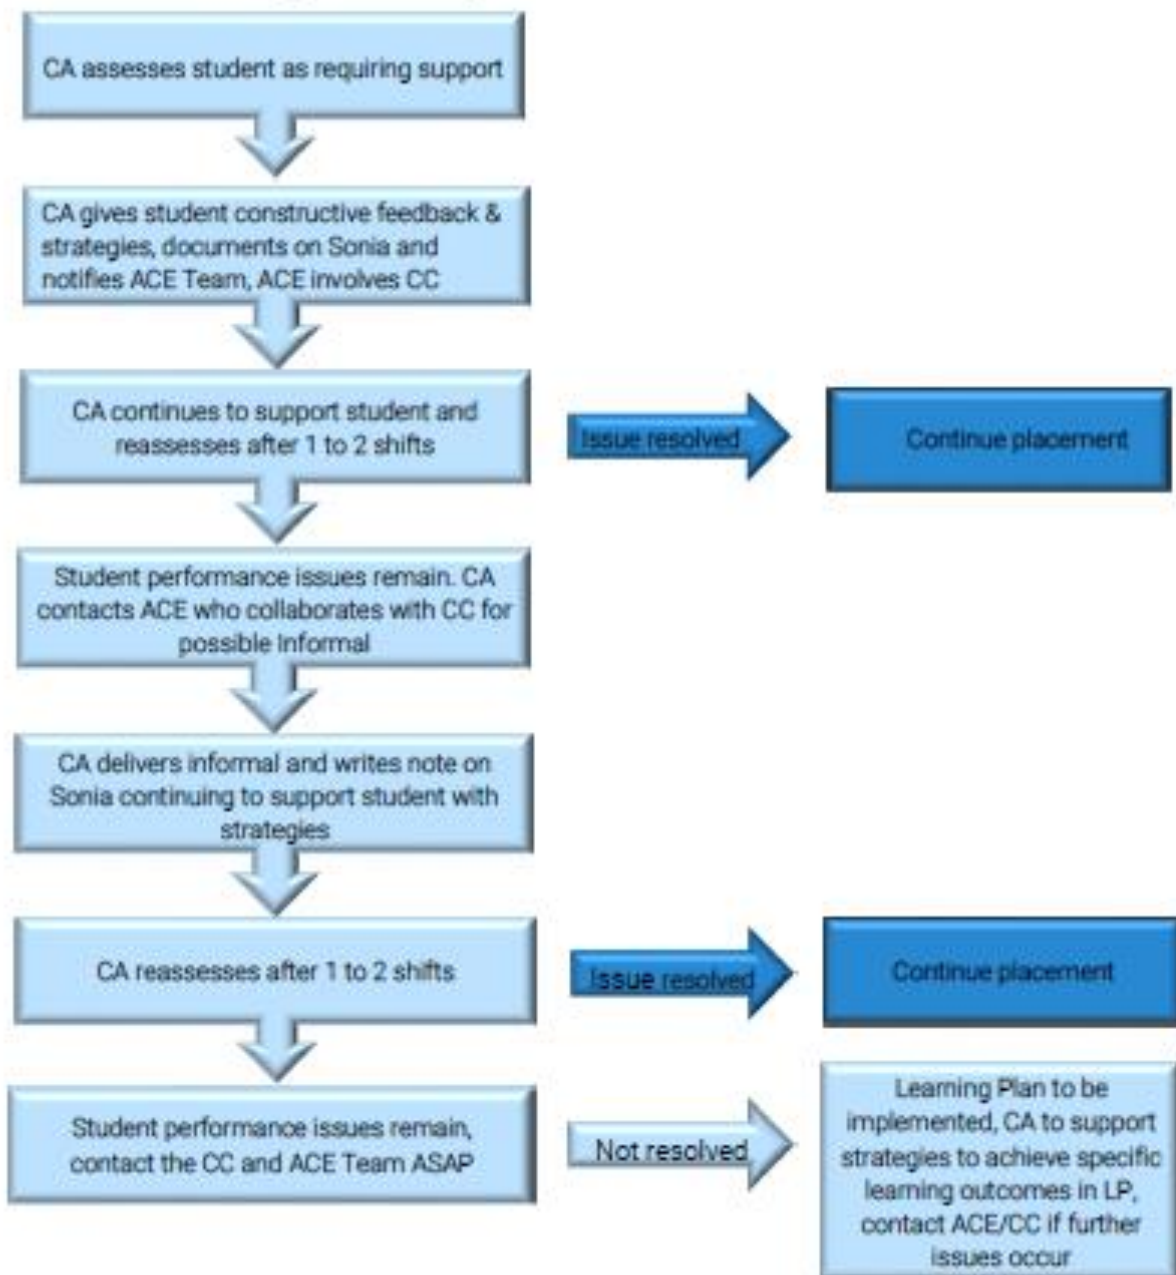 CA assesses student as requiring support
CA gives student constructive feedback &
strategies, documents on Sonia and
notifies ACE Team, ACE involves CC
CA continues to support student and
reassesses after 1 to 2 shifts
Issue resolved
Continue placement
Student performance issues remain. CA
contacts ACE who collaborates with CC for
possible Informal
CA delivers informal and writes note on
Sonia continuing to support student with
strategies
CA reassesses after 1 to 2 shifts
Issue resolved
Continue placement
Student performance issues remain,
contact the CC and ACE Team ASAP
Not resolved
Learning Plan to be
implemented, CA to support
strategies to achieve specific
learning outcomes in LP,
contact ACE/CC if further
issues occur